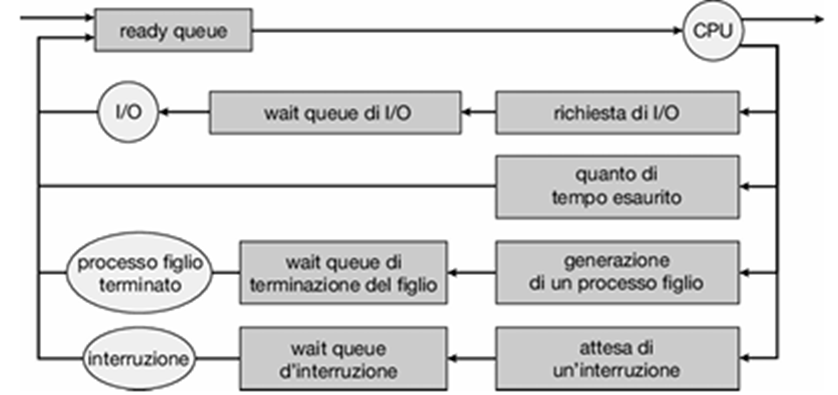 ready queue
CPU
I/O
wait queue di I/O
richiesta di I/O
quanto di
tempo esaurito
processo figlio
terminato
wait queue di
terminazione del figlio
generazione
di un processo figlio
interruzione
wait queue
d'interruzione
attesa di
un'interruzione